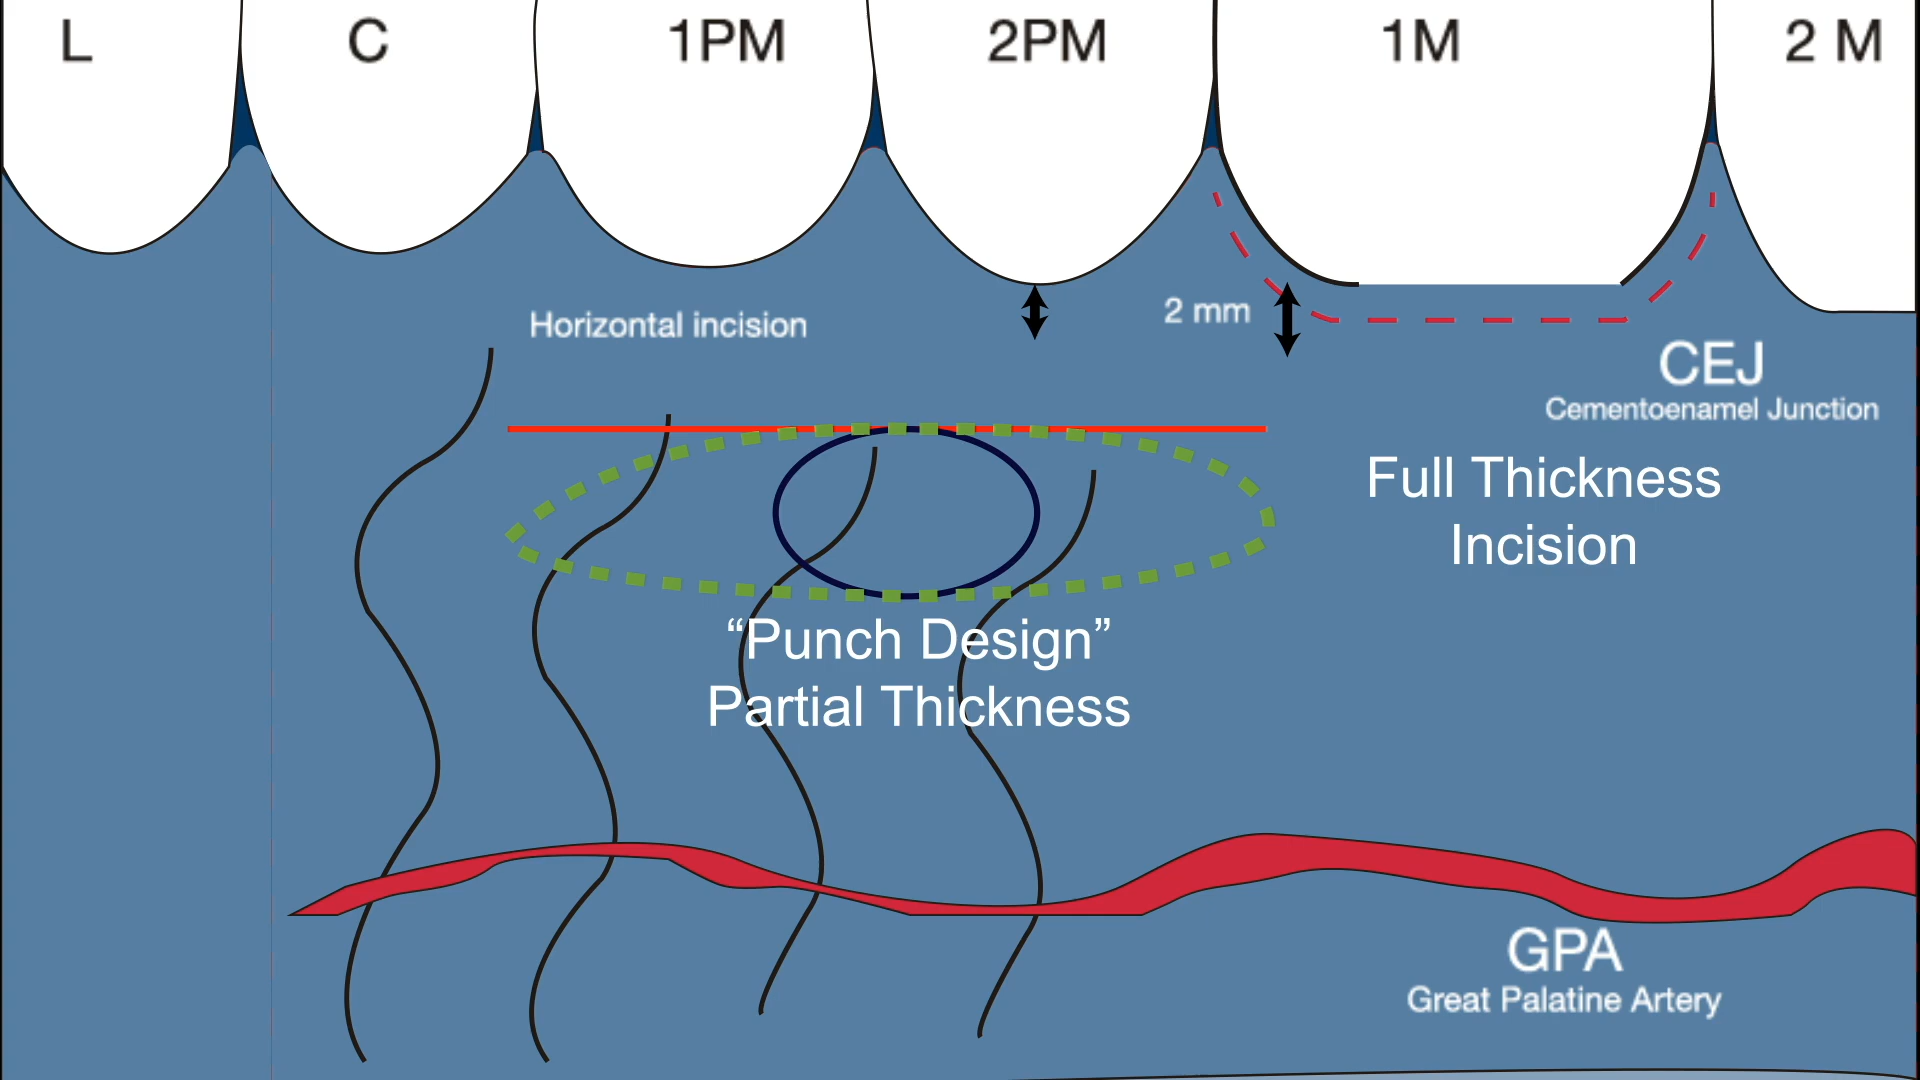 L C 1PM 2PM 1M 2 M
Horizontal incision
2 mm
CEJ
Cementoenamel Junction
Full Thickness
Incision
“Punch Design”
Partial Thickness
GPA
Great Palatine Artery